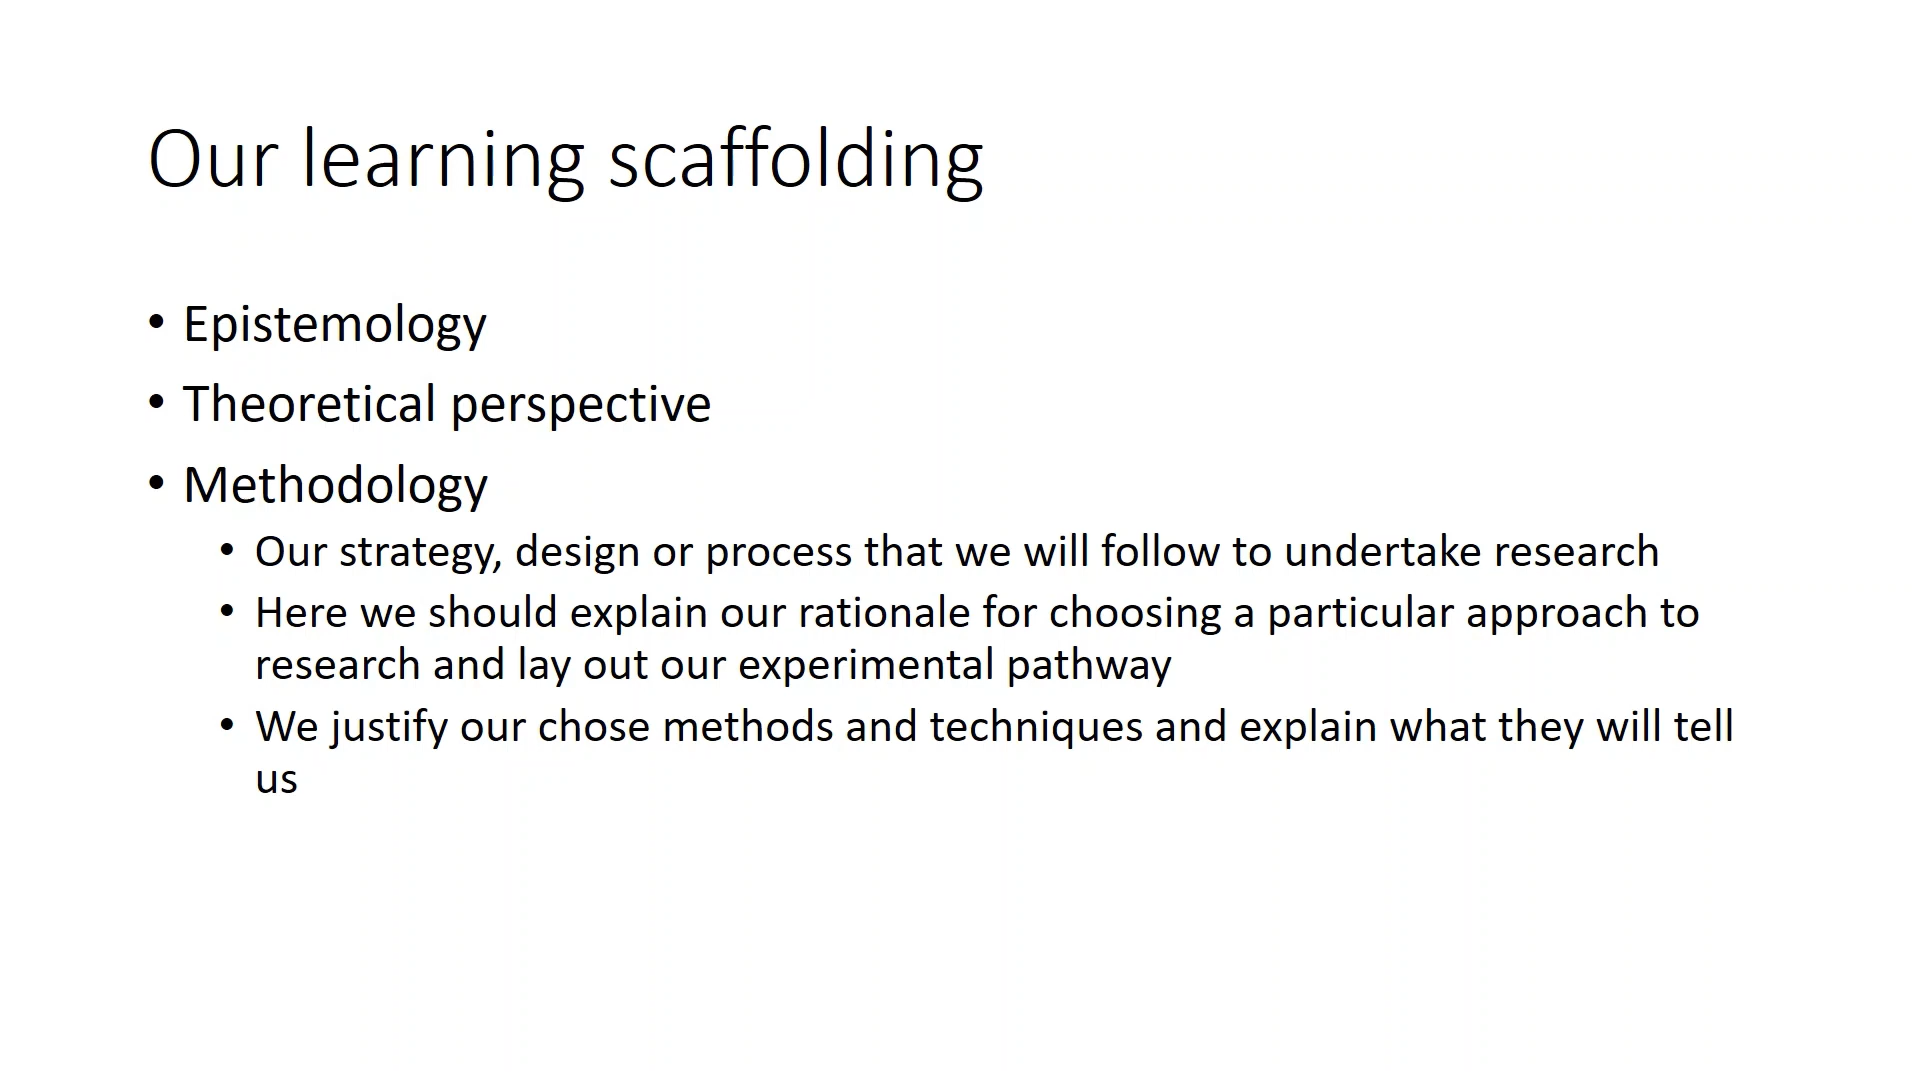 Our learning scaffolding
• Epistemology
• Theoretical perspective
• Methodology
• Our strategy, design or process that we will follow to undertake research
• Here we should explain our rationale for choosing a particular approach to
research and lay out our experimental pathway
• We justify our chose methods and techniques and explain what they will tell
us